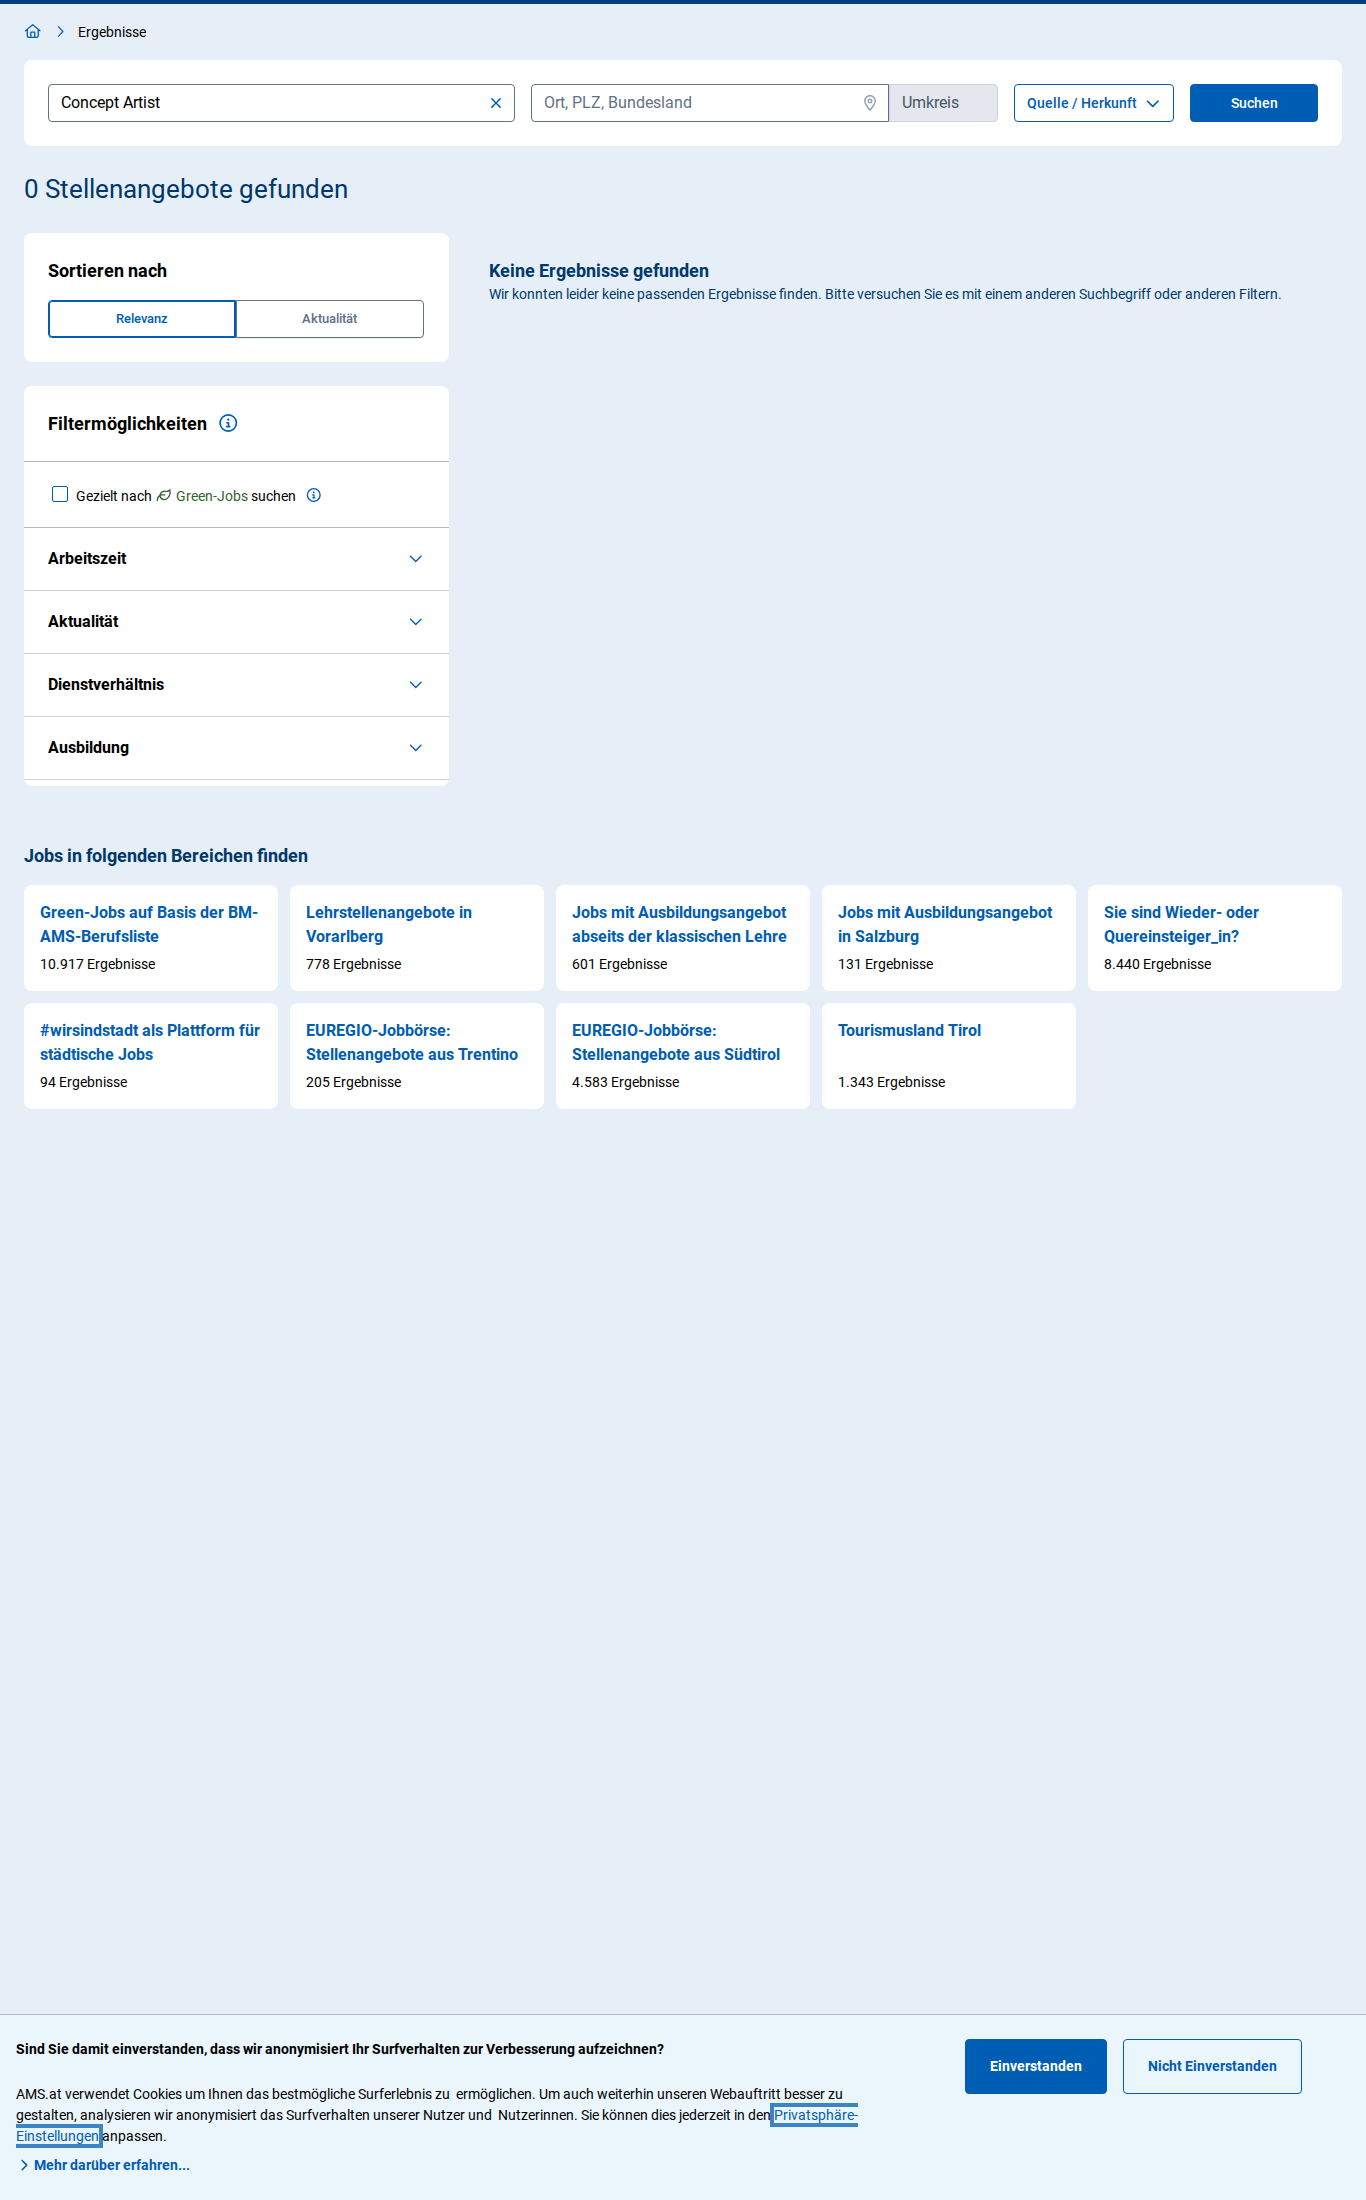 Ergebnisse
Concept Artist
Ort, PLZ, Bundesland
Umkreis
Quelle / Herkunft
Suchen
0 Stellenangebote gefunden
Sortieren nach
Relevanz
Aktualität
Keine Ergebnisse gefunden
Wir konnten leider keine passenden Ergebnisse finden. Bitte versuchen Sie es mit einem anderen Suchbegriff oder anderen Filtern.
Filtermöglichkeiten
Gezielt nach Green-Jobs suchen
Arbeitszeit
Aktualität
Dienstverhältnis
Ausbildung
Jobs in folgenden Bereichen finden
Green-Jobs auf Basis der BM-
AMS-Berufsliste
10.917 Ergebnisse
Lehrstellenangebote in
Vorarlberg
778 Ergebnisse
Jobs mit Ausbildungsangebot
abseits der klassischen Lehre
601 Ergebnisse
Jobs mit Ausbildungsangebot
in Salzburg
131 Ergebnisse
Sie sind Wieder- oder
Quereinsteiger_in?
8.440 Ergebnisse
#wirsindstadt als Plattform für
städtische Jobs
94 Ergebnisse
EUREGIO-Jobbörse:
Stellenangebote aus Trentino
205 Ergebnisse
EUREGIO-Jobbörse:
Stellenangebote aus Südtirol
4.583 Ergebnisse
Tourismusland Tirol
1.343 Ergebnisse
Sind Sie damit einverstanden, dass wir anonymisiert Ihr Surfverhalten zur Verbesserung aufzeichnen?
AMS.at verwendet Cookies um Ihnen das bestmögliche Surferlebnis zu ermöglichen. Um auch weiterhin unseren Webauftritt besser zu
gestalten, analysieren wir anonymisiert das Surfverhalten unserer Nutzer und Nutzerinnen. Sie können dies jederzeit in den Privatsphäre-
Einstellungen anpassen.
Mehr darüber erfahren...
Einverstanden
Nicht Einverstanden